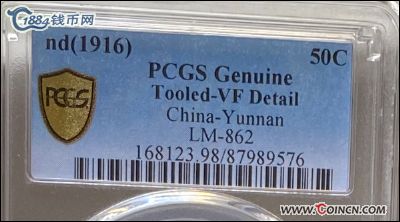 1884钱币网
nd(1916) 50C
PCGS Genuine
Tooled-VF Detail
China-Yunnan
LM-862
168123.98/87989576
PCGS
www.COINCN.com